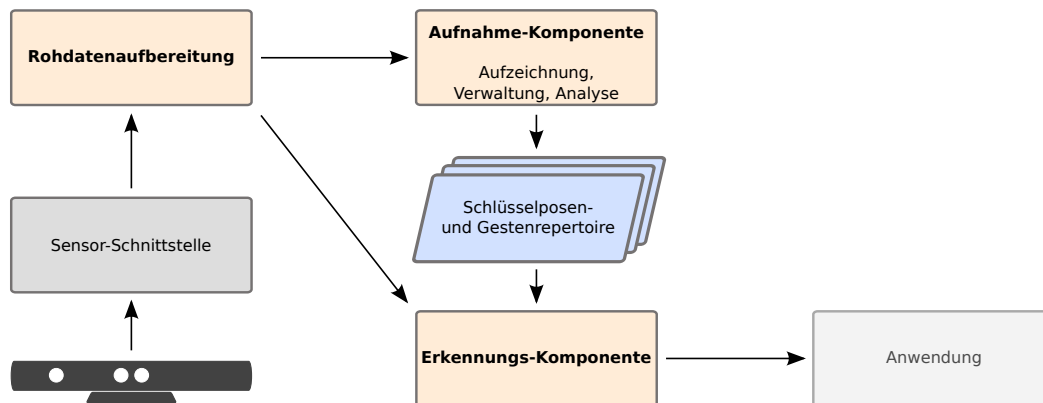 Rohdatenaufbereitung
Aufnahme-Komponente
Aufzeichnung,
Verwaltung, Analyse
Schlüsselposen-
und Gestenrepertoire
Sensor-Schnittstelle
Erkennungs-Komponente
Anwendung